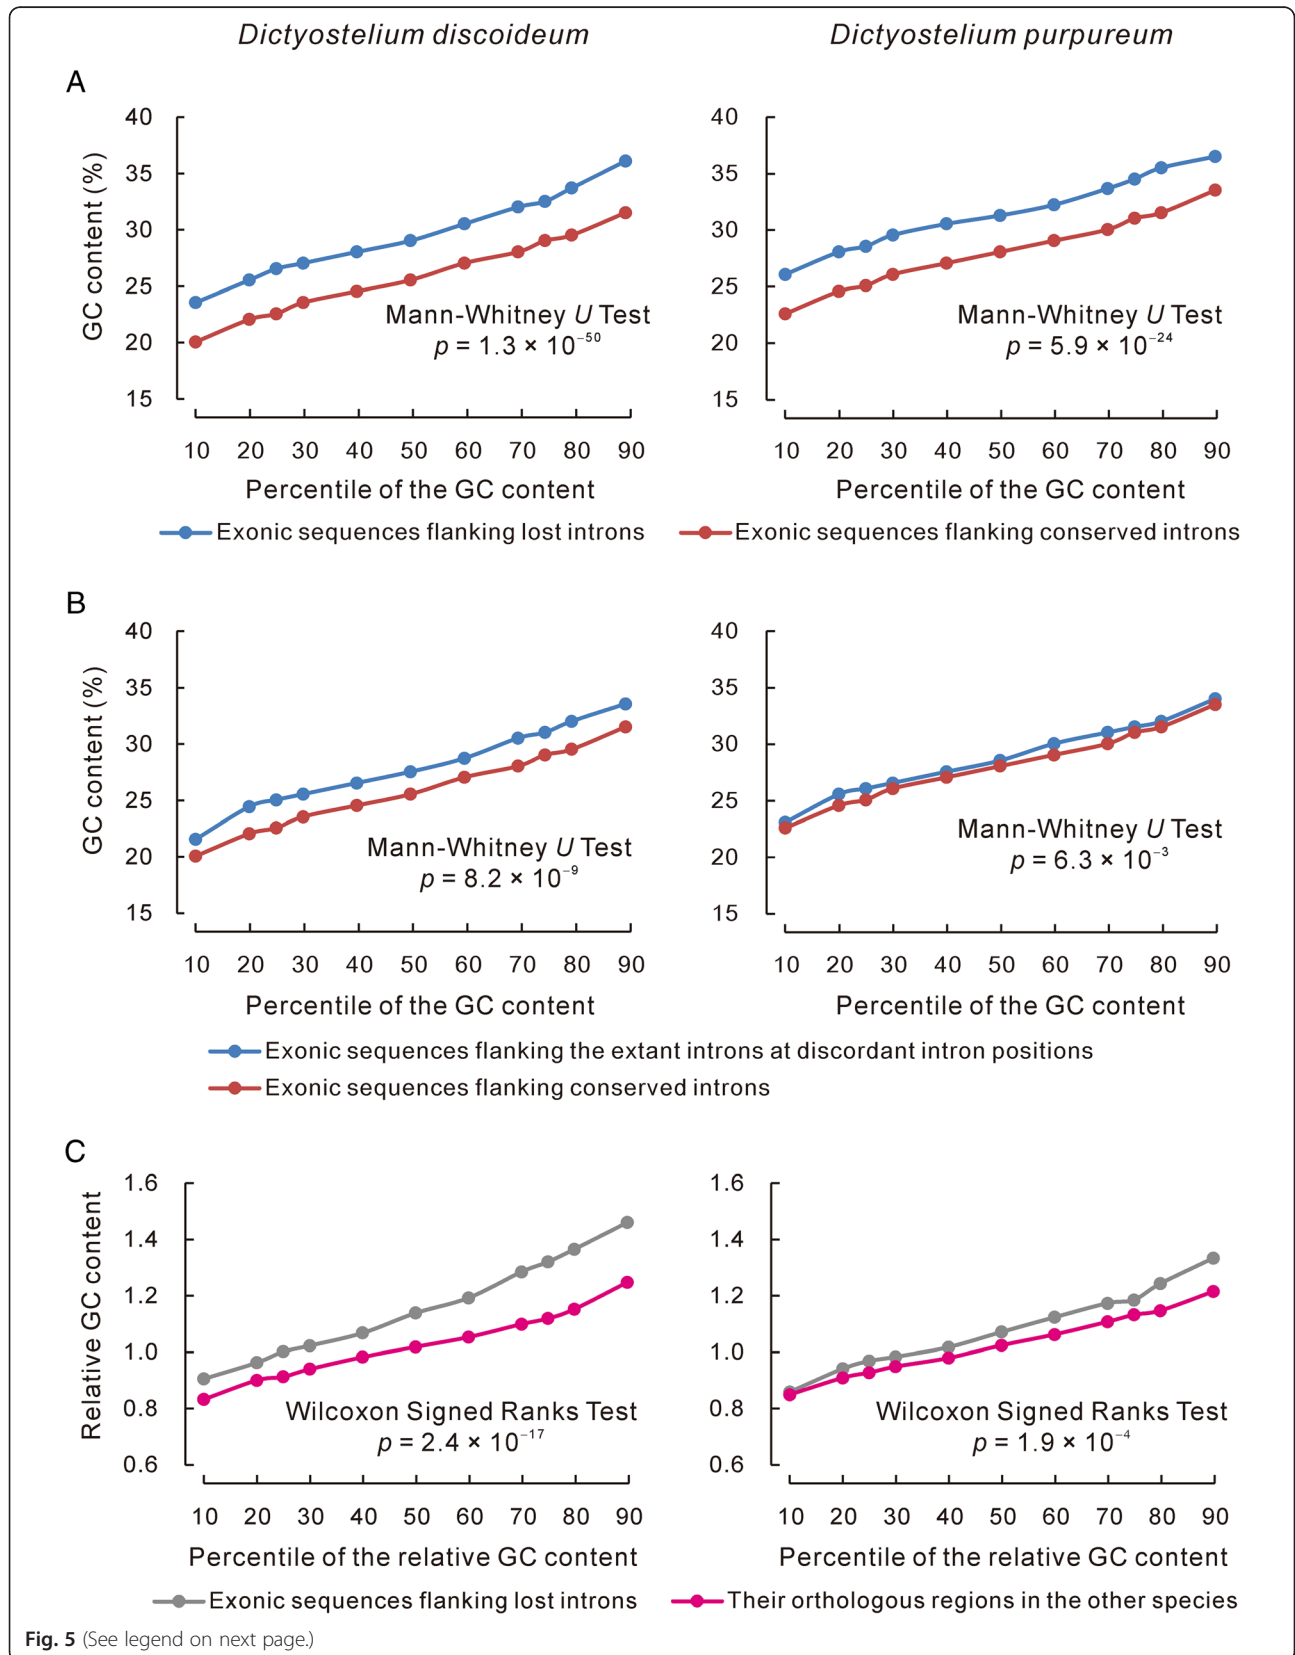 Dictyostelium discoideum
Dictyostelium purpureum
A
GC content (%)
40
35
30
25
20
15
Mann-Whitney U Test
p = 1.3 × 10⁻⁵⁰
10 20 30 40 50 60 70 80 90
Percentile of the GC content
40
35
30
25
20
15
Mann-Whitney U Test
p = 5.9 × 10⁻²⁴
10 20 30 40 50 60 70 80 90
Percentile of the GC content
Exonic sequences flanking lost introns
Exonic sequences flanking conserved introns
B
GC content (%)
40
35
30
25
20
15
Mann-Whitney U Test
p = 8.2 × 10⁻⁹
10 20 30 40 50 60 70 80 90
Percentile of the GC content
40
35
30
25
20
15
Mann-Whitney U Test
p = 6.3 × 10⁻³
10 20 30 40 50 60 70 80 90
Percentile of the GC content
Exonic sequences flanking the extant introns at discordant intron positions
Exonic sequences flanking conserved introns
C
Relative GC content
1.6
1.4
1.2
1.0
0.8
0.6
Wilcoxon Signed Ranks Test
p = 2.4 × 10⁻¹⁷
10 20 30 40 50 60 70 80 90
Percentile of the relative GC content
1.6
1.4
1.2
1.0
0.8
0.6
Wilcoxon Signed Ranks Test
p = 1.9 × 10⁻⁴
10 20 30 40 50 60 70 80 90
Percentile of the relative GC content
Exonic sequences flanking lost introns
Their orthologous regions in the other species
Fig. 5 (See legend on next page.)